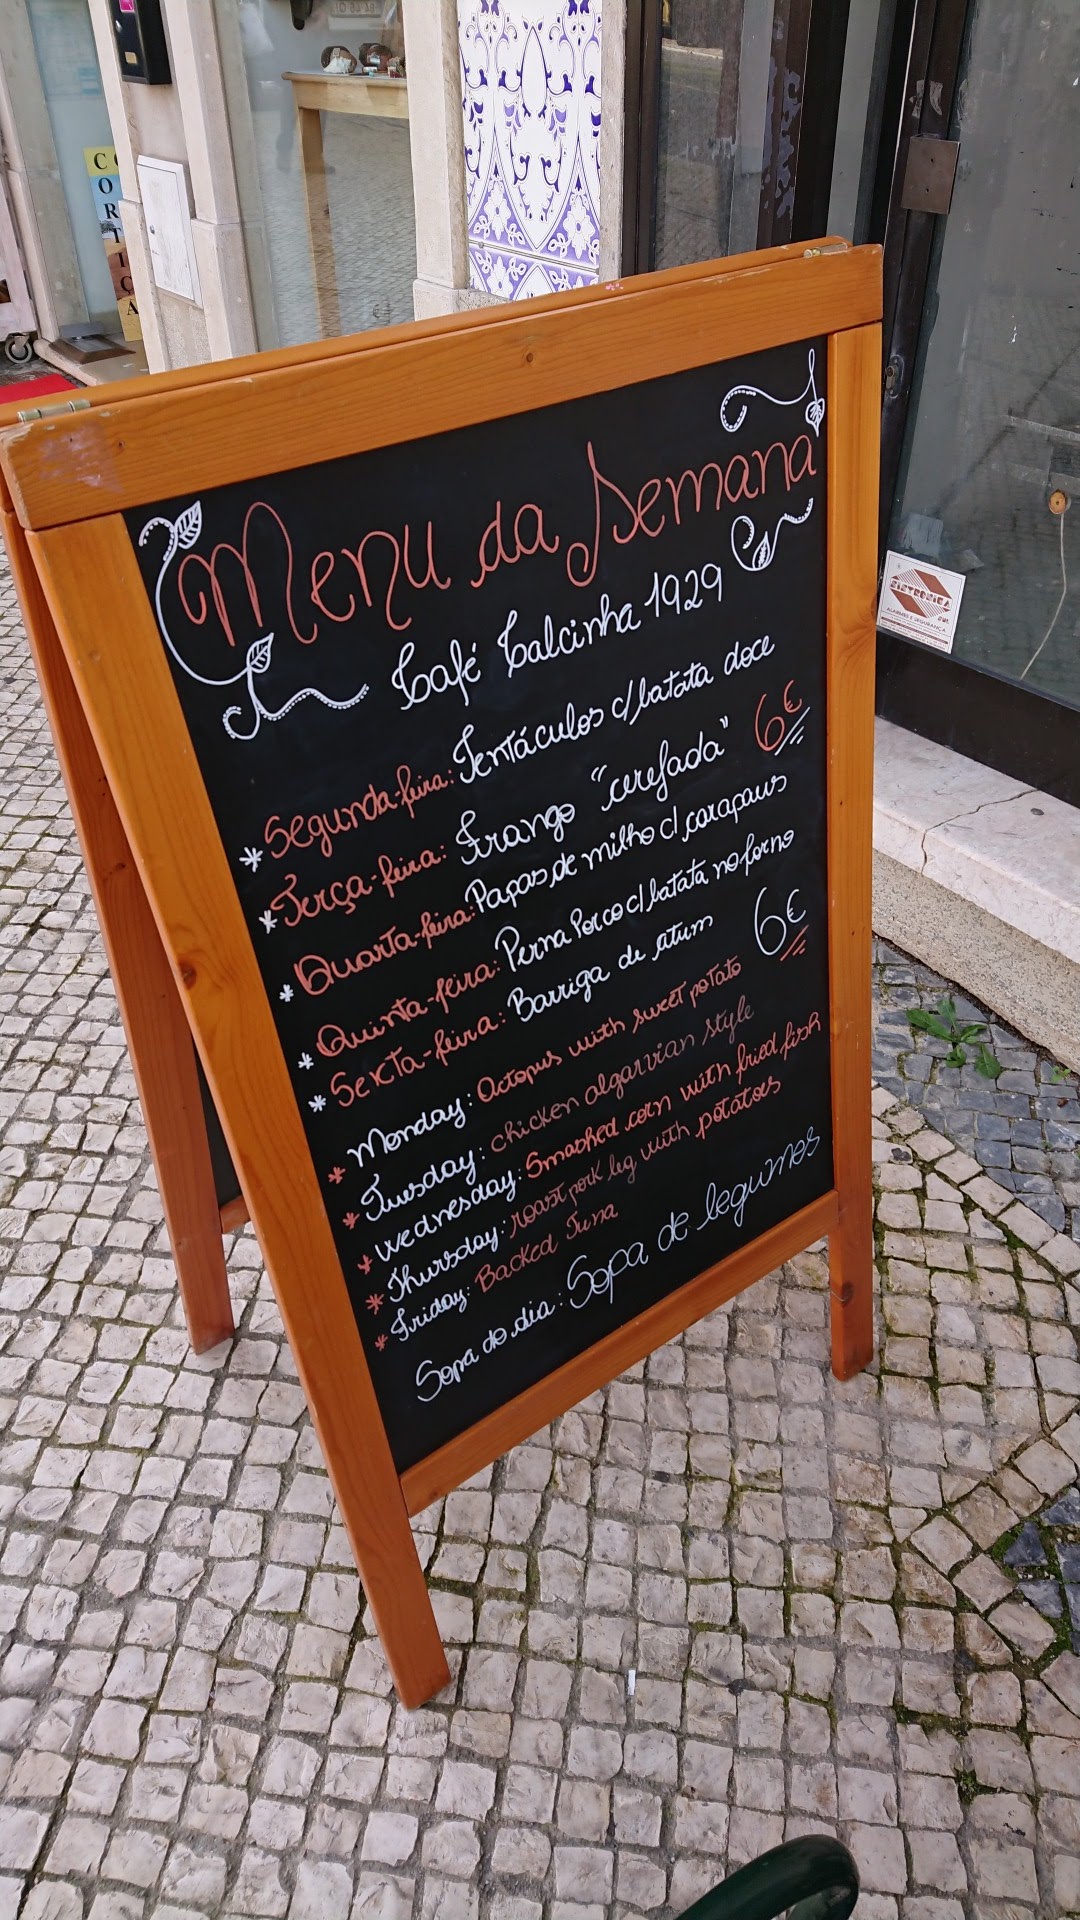 Menu da Semana
Café Calcinha 1929
* Segunda-feira: Tentáculos c/ batata doce
* Terça-feira: Frango "cerefada" 6€
* Quarta-feira: Papas de milho c/ carapaus
* Quinta-feira: Perna Porco c/ batata no forno
* Sexta-feira: Barriga de atum 6€
* Monday: Octopus with sweet potato
* Tuesday: chicken algarvian style
* Wednesday: Smashed corn with fried fish
* Thursday: roast pork leg with potatoes
* Friday: Backed Tuna
Sopa do dia: Sopa de legumes
ALARMES E SEGURANÇA